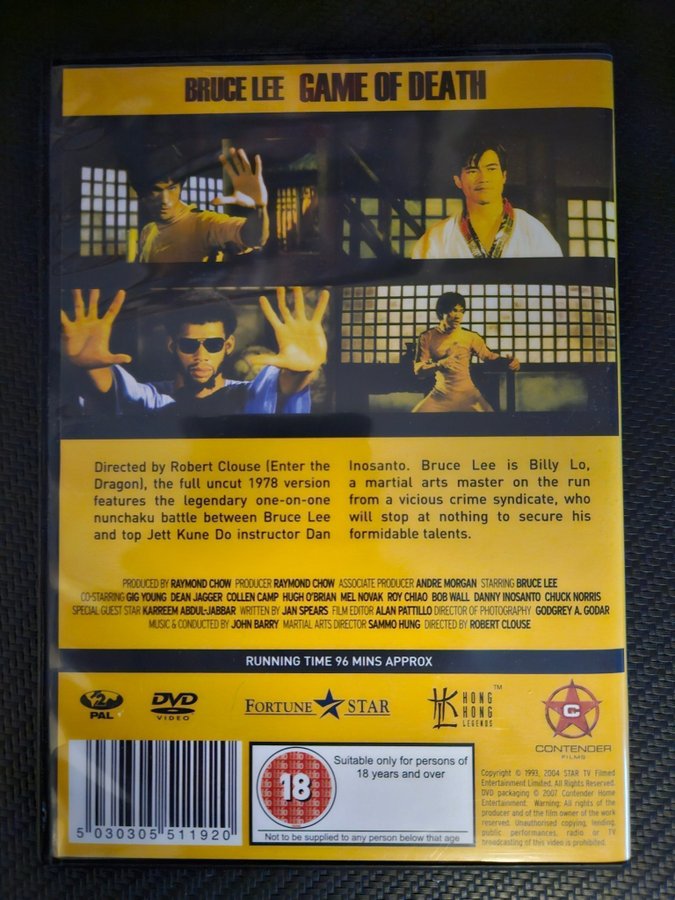 BRUCE LEE GAME OF DEATH
Directed by Robert Clouse (Enter the
Dragon), the full uncut 1978 version
features the legendary one-on-one
nunchaku battle between Bruce Lee
and top Jett Kune Do instructor Dan
Inosanto. Bruce Lee is Billy Lo,
a martial arts master on the run
from a vicious crime syndicate, who
will stop at nothing to secure his
formidable talents.
PRODUCED BY RAYMOND CHOW PRODUCER RAYMOND CHOW ASSOCIATE PRODUCER ANDRE MORGAN STARRING BRUCE LEE
CO-STARRING GIG YOUNG DEAN JAGGER COLLEN CAMP HUGH O'BRIAN MEL NOVAK ROY CHIAO BOB WALL DANNY INOSANTO CHUCK NORRIS
SPECIAL GUEST STAR KARREEM ABDUL-JABBAR WRITTEN BY JAN SPEARS FILM EDITOR ALAN PATTILLO DIRECTOR OF PHOTOGRAPHY GODGREY A. GODAR
MUSIC & CONDUCTED BY JOHN BARRY MARTIAL ARTS DIRECTOR SAMMO HUNG DIRECTED BY ROBERT CLOUSE
RUNNING TIME 96 MINS APPROX
2
PAL
DVD
VIDEO
FORTUNE STAR
HK HONG KONG LEGENDS ™
C
CONTENDER
FILMS
5 030305 511920
18
Suitable only for persons of
18 years and over
Not to be supplied to any person below that age
Copyright © 1993, 2004 STAR TV Filmed
Entertainment Limited. All Rights Reserved.
DVD packaging © 2007 Contender Home
Entertainment. Warning: All rights of the
producer and of the film owner of the work
reserved. Unauthorised copying, lending,
public performances, radio or TV
broadcasting of this video is prohibited.